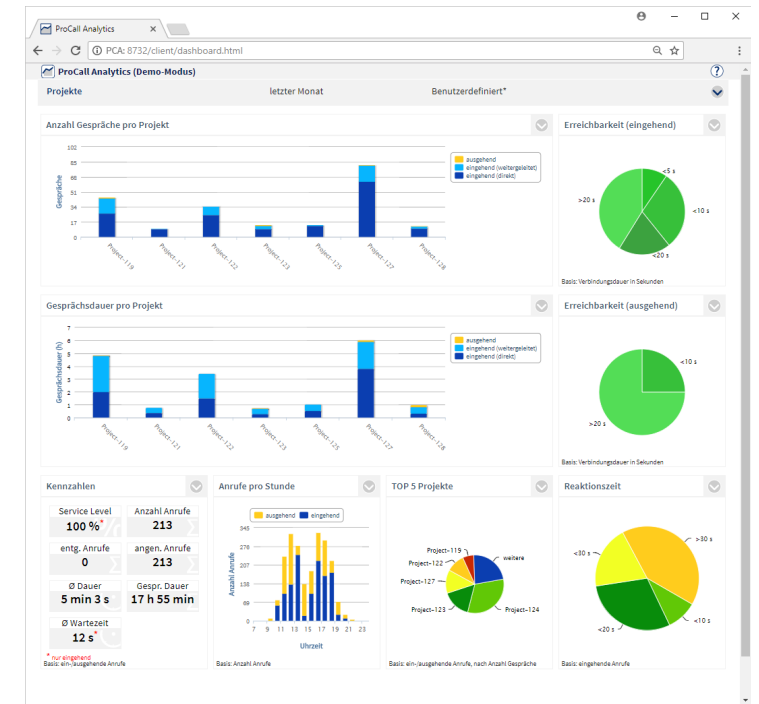 ProCall Analytics
PCA: 8732/client/dashboard.html
ProCall Analytics (Demo-Modus)
?
Projekte letzter Monat Benutzerdefiniert*
Anzahl Gespräche pro Projekt
Gespräche
102
85
68
51
34
17
0
ausgehend
eingehend (weitergeleitet)
eingehend (direkt)
Project-119
Project-121
Project-122
Project-123
Project-125
Project-127
Project-128
Erreichbarkeit (eingehend)
<5 s
<10 s
<20 s
>20 s
Basis: Verbindungsdauer in Sekunden
Gesprächsdauer pro Projekt
Gesprächsdauer (h)
7
6
5
4
3
2
1
0
ausgehend
eingehend (weitergeleitet)
eingehend (direkt)
Project-119
Project-121
Project-122
Project-123
Project-125
Project-127
Project-128
Erreichbarkeit (ausgehend)
<10 s
>20 s
Basis: Verbindungsdauer in Sekunden
Kennzahlen
Service Level Anzahl Anrufe
100 %* 213
entg. Anrufe angen. Anrufe
0 213
Ø Dauer Gespr. Dauer
5 min 3 s 17 h 55 min
Ø Wartezeit
12 s*
* nur eingehend
Basis: ein-/ausgehende Anrufe
Anrufe pro Stunde
ausgehend eingehend
Anzahl Anrufe
345
276
207
138
69
0
7 9 11 13 15 17 19 21 23
Uhrzeit
Basis: Anzahl Anrufe
TOP 5 Projekte
Project-119
weitere
Project-122
Project-127
Project-123
Project-124
Basis: ein-/ausgehende Anrufe, nach Anzahl Gespräche
Reaktionszeit
>30 s
<30 s
<10 s
<20 s
Basis: eingehende Anrufe